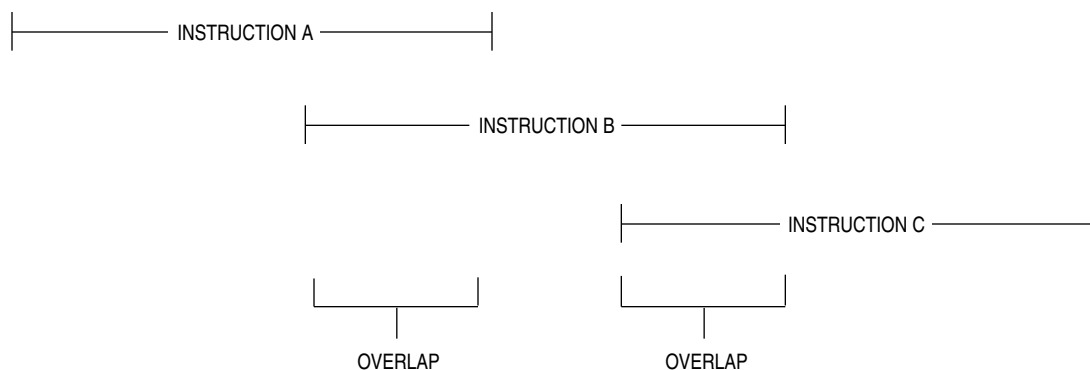 INSTRUCTION A
INSTRUCTION B
INSTRUCTION C
OVERLAP
OVERLAP